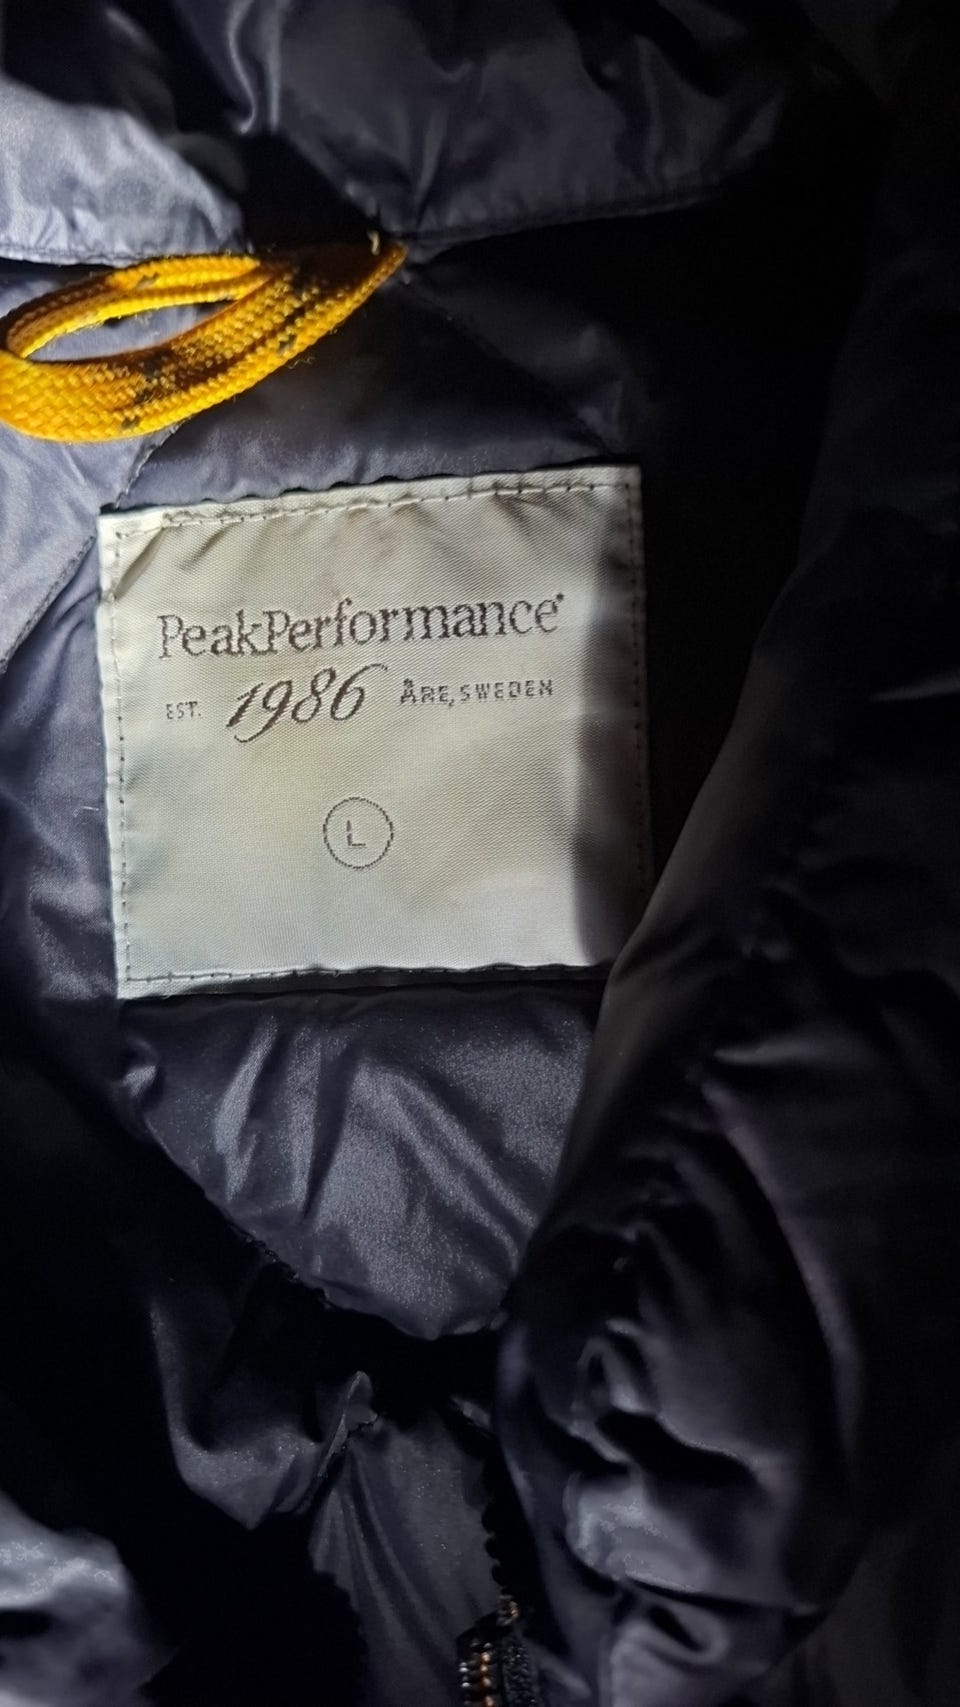 PeakPerformance®
EST. 1986 ÅRE, SWEDEN
L